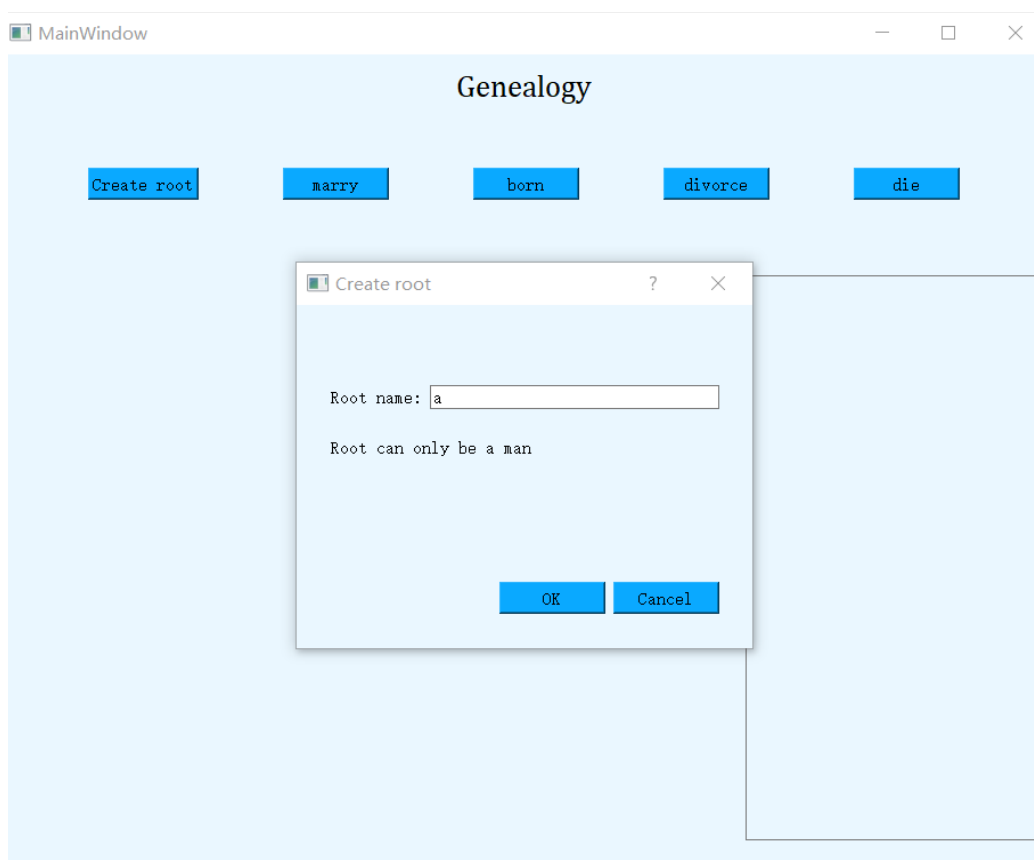 MainWindow
Genealogy
Create root marry born divorce die
Create root ?
Root name: a
Root can only be a man
OK Cancel